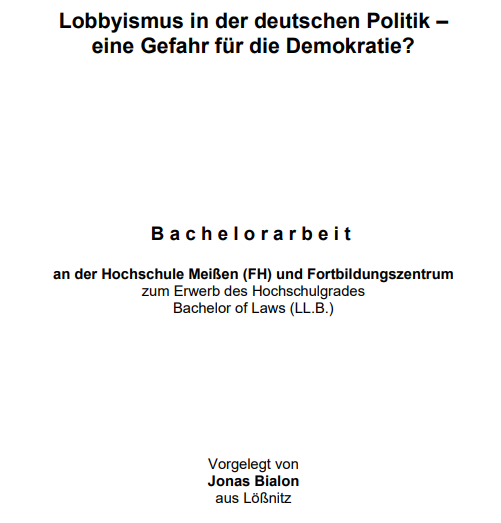 Lobbyismus in der deutschen Politik –
eine Gefahr für die Demokratie?
B a c h e l o r a r b e i t
an der Hochschule Meißen (FH) und Fortbildungszentrum
zum Erwerb des Hochschulgrades
Bachelor of Laws (LL.B.)
Vorgelegt von
Jonas Bialon
aus Lößnitz